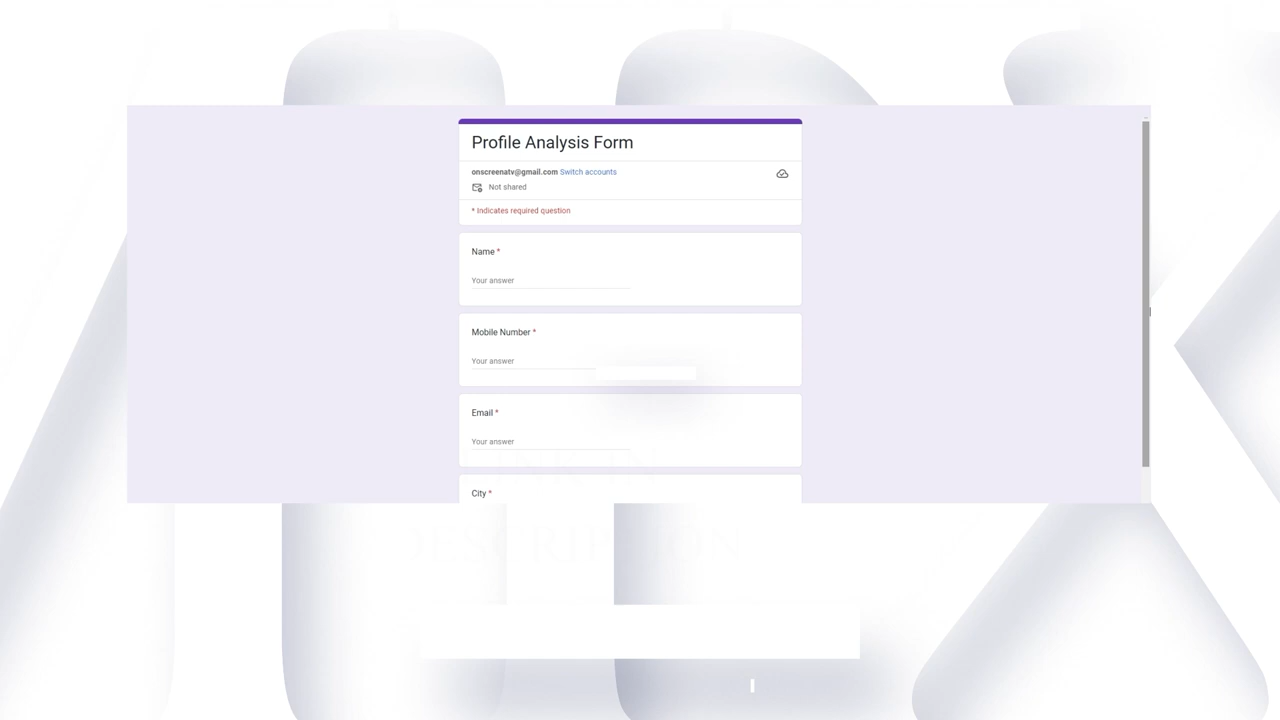 Profile Analysis Form
onscreenatv@gmail.com Switch accounts
Not shared
* Indicates required question
Name *
Your answer
Mobile Number *
Your answer
Email *
Your answer
City *
DESCRIPTION